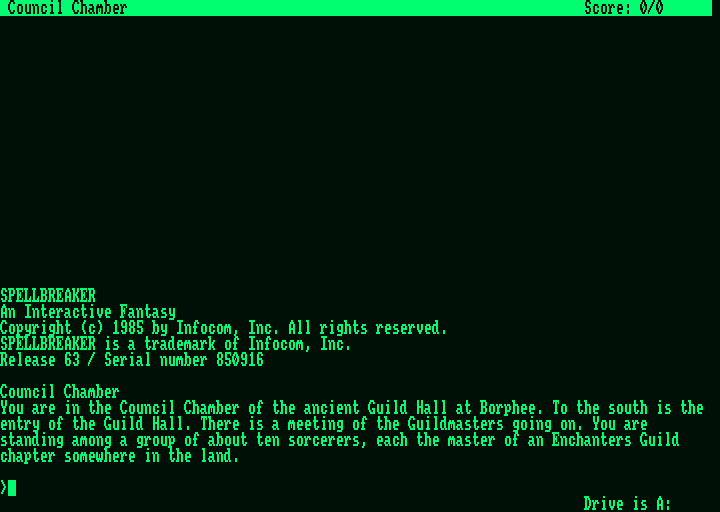 Council Chamber Score: 0/0
SPELLBREAKER
An Interactive Fantasy
Copyright (c) 1985 by Infocom, Inc. All rights reserved.
SPELLBREAKER is a trademark of Infocom, Inc.
Release 63 / Serial number 850916
Council Chamber
You are in the Council Chamber of the ancient Guild Hall at Borphee. To the south is the
entry of the Guild Hall. There is a meeting of the Guildmasters going on. You are
standing among a group of about ten sorcerers, each the master of an Enchanters Guild
chapter somewhere in the land.
>
Drive is A: